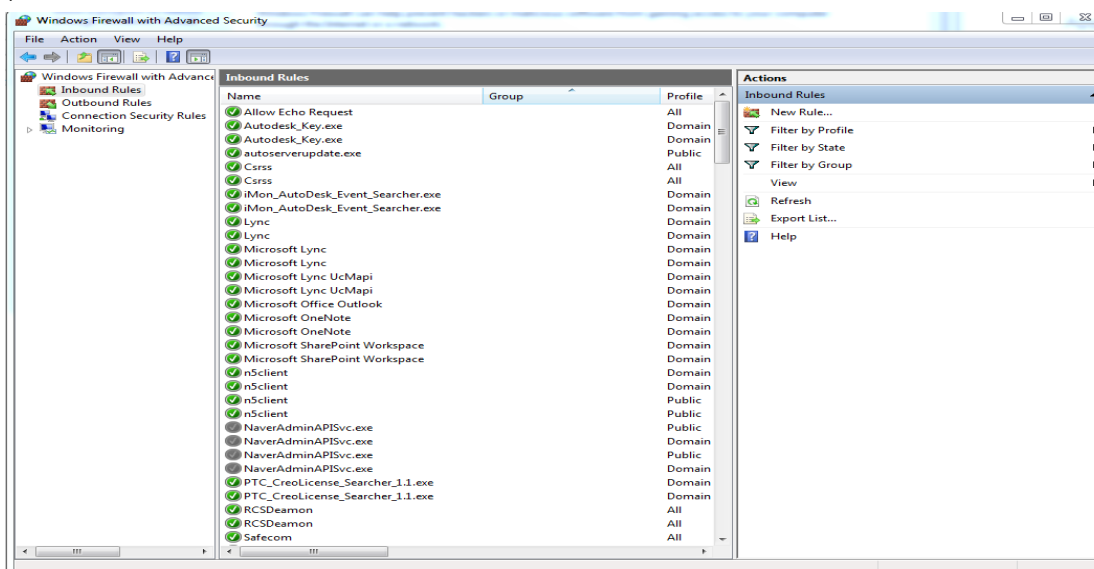 Windows Firewall with Advanced Security
File Action View Help
Windows Firewall with Advance
Inbound Rules
Outbound Rules
Connection Security Rules
Monitoring
Inbound Rules
Name Group Profile
Allow Echo Request All
Autodesk_Key.exe Domain
Autodesk_Key.exe Domain
autoserverupdate.exe Public
Csrss All
Csrss All
iMon_AutoDesk_Event_Searcher.exe Domain
iMon_AutoDesk_Event_Searcher.exe Domain
Lync Domain
Lync Domain
Microsoft Lync Domain
Microsoft Lync Domain
Microsoft Lync UcMapi Domain
Microsoft Lync UcMapi Domain
Microsoft Office Outlook Domain
Microsoft OneNote Domain
Microsoft OneNote Domain
Microsoft SharePoint Workspace Domain
Microsoft SharePoint Workspace Domain
n5client Domain
n5client Domain
n5client Public
n5client Public
NaverAdminAPISvc.exe Public
NaverAdminAPISvc.exe Domain
NaverAdminAPISvc.exe Public
NaverAdminAPISvc.exe Domain
PTC_CreoLicense_Searcher_1.1.exe Domain
PTC_CreoLicense_Searcher_1.1.exe Domain
RCSDeamon All
RCSDeamon All
Safecom All
Actions
Inbound Rules
New Rule...
Filter by Profile
Filter by State
Filter by Group
View
Refresh
Export List...
Help